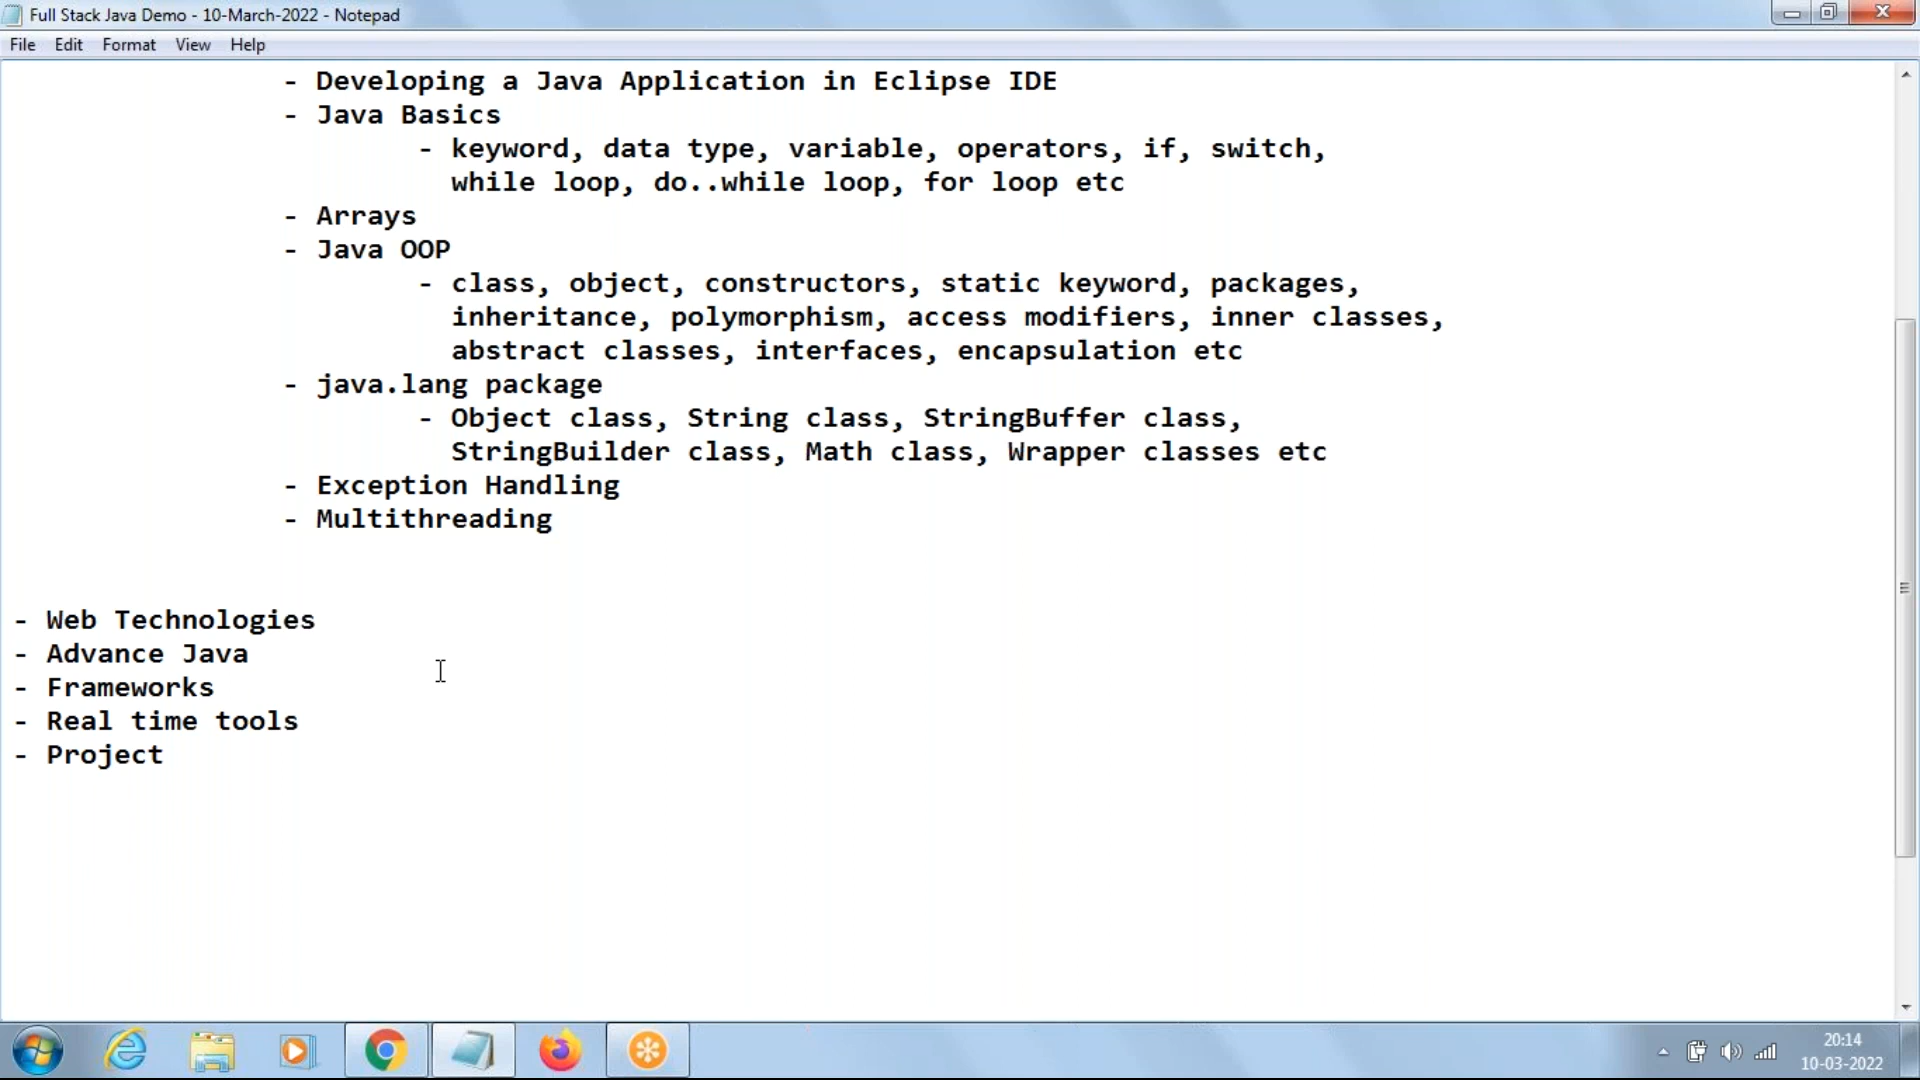 Full Stack Java Demo - 10-March-2022 - Notepad
File Edit Format View Help
- Developing a Java Application in Eclipse IDE
- Java Basics
- keyword, data type, variable, operators, if, switch,
while loop, do..while loop, for loop etc
- Arrays
- Java OOP
- class, object, constructors, static keyword, packages,
inheritance, polymorphism, access modifiers, inner classes,
abstract classes, interfaces, encapsulation etc
- java.lang package
- Object class, String class, StringBuffer class,
StringBuilder class, Math class, Wrapper classes etc
- Exception Handling
- Multithreading
- Web Technologies
- Advance Java
- Frameworks
- Real time tools
- Project
20:14
10-03-2022